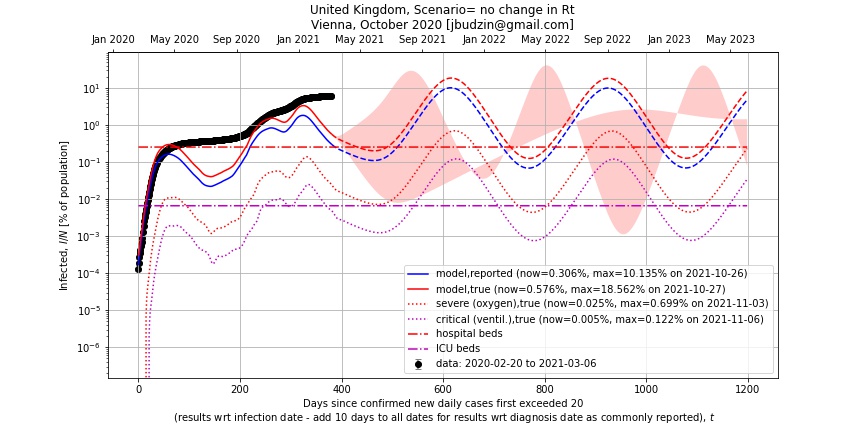 United Kingdom, Scenario= no change in Rt
Vienna, October 2020 [jbudzin@gmail.com]
Jan 2020 May 2020 Sep 2020 Jan 2021 May 2021 Sep 2021 Jan 2022 May 2022 Sep 2022 Jan 2023 May 2023
Infected, I/N [% of population]
10¹
10⁰
10⁻¹
10⁻²
10⁻³
10⁻⁴
10⁻⁵
10⁻⁶
model,reported (now=0.306%, max=10.135% on 2021-10-26)
model,true (now=0.576%, max=18.562% on 2021-10-27)
severe (oxygen),true (now=0.025%, max=0.699% on 2021-11-03)
critical (ventil.),true (now=0.005%, max=0.122% on 2021-11-06)
hospital beds
ICU beds
data: 2020-02-20 to 2021-03-06
0 200 400 600 800 1000 1200
Days since confirmed new daily cases first exceeded 20
(results wrt infection date - add 10 days to all dates for results wrt diagnosis date as commonly reported), t